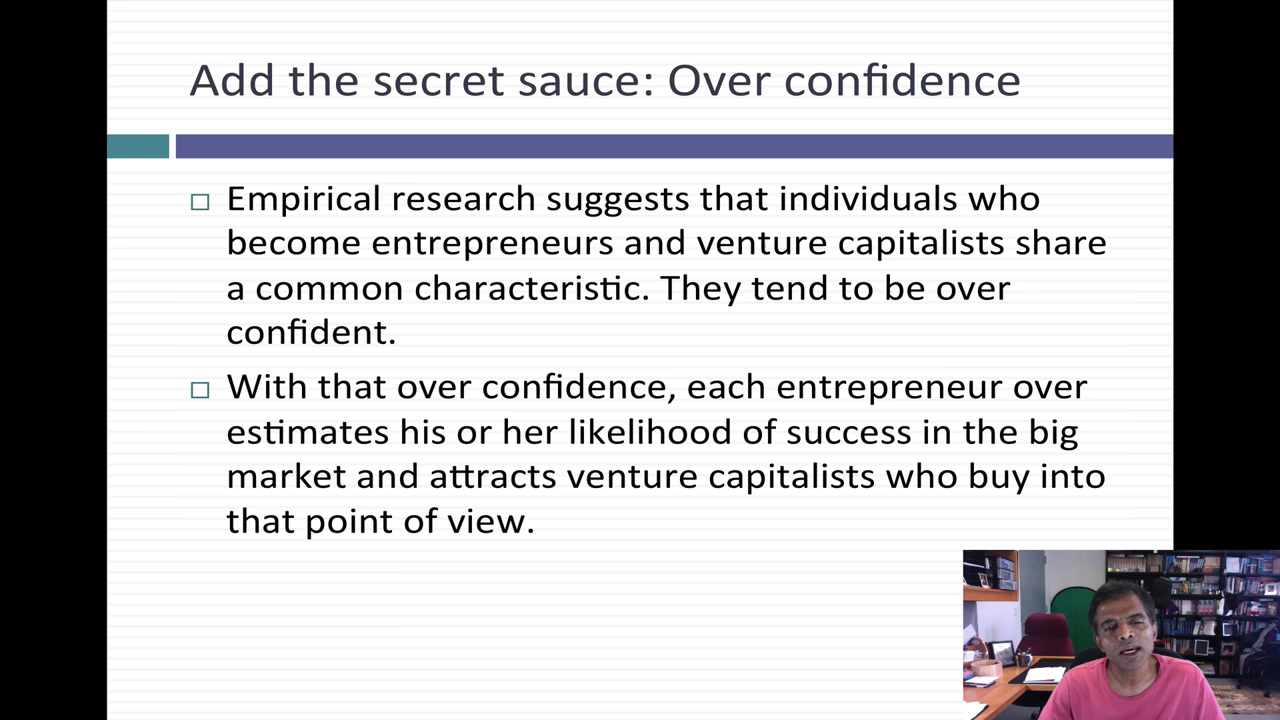 Add the secret sauce: Over confidence
Empirical research suggests that individuals who
become entrepreneurs and venture capitalists share
a common characteristic. They tend to be over
confident.
With that over confidence, each entrepreneur over
estimates his or her likelihood of success in the big
market and attracts venture capitalists who buy into
that point of view.